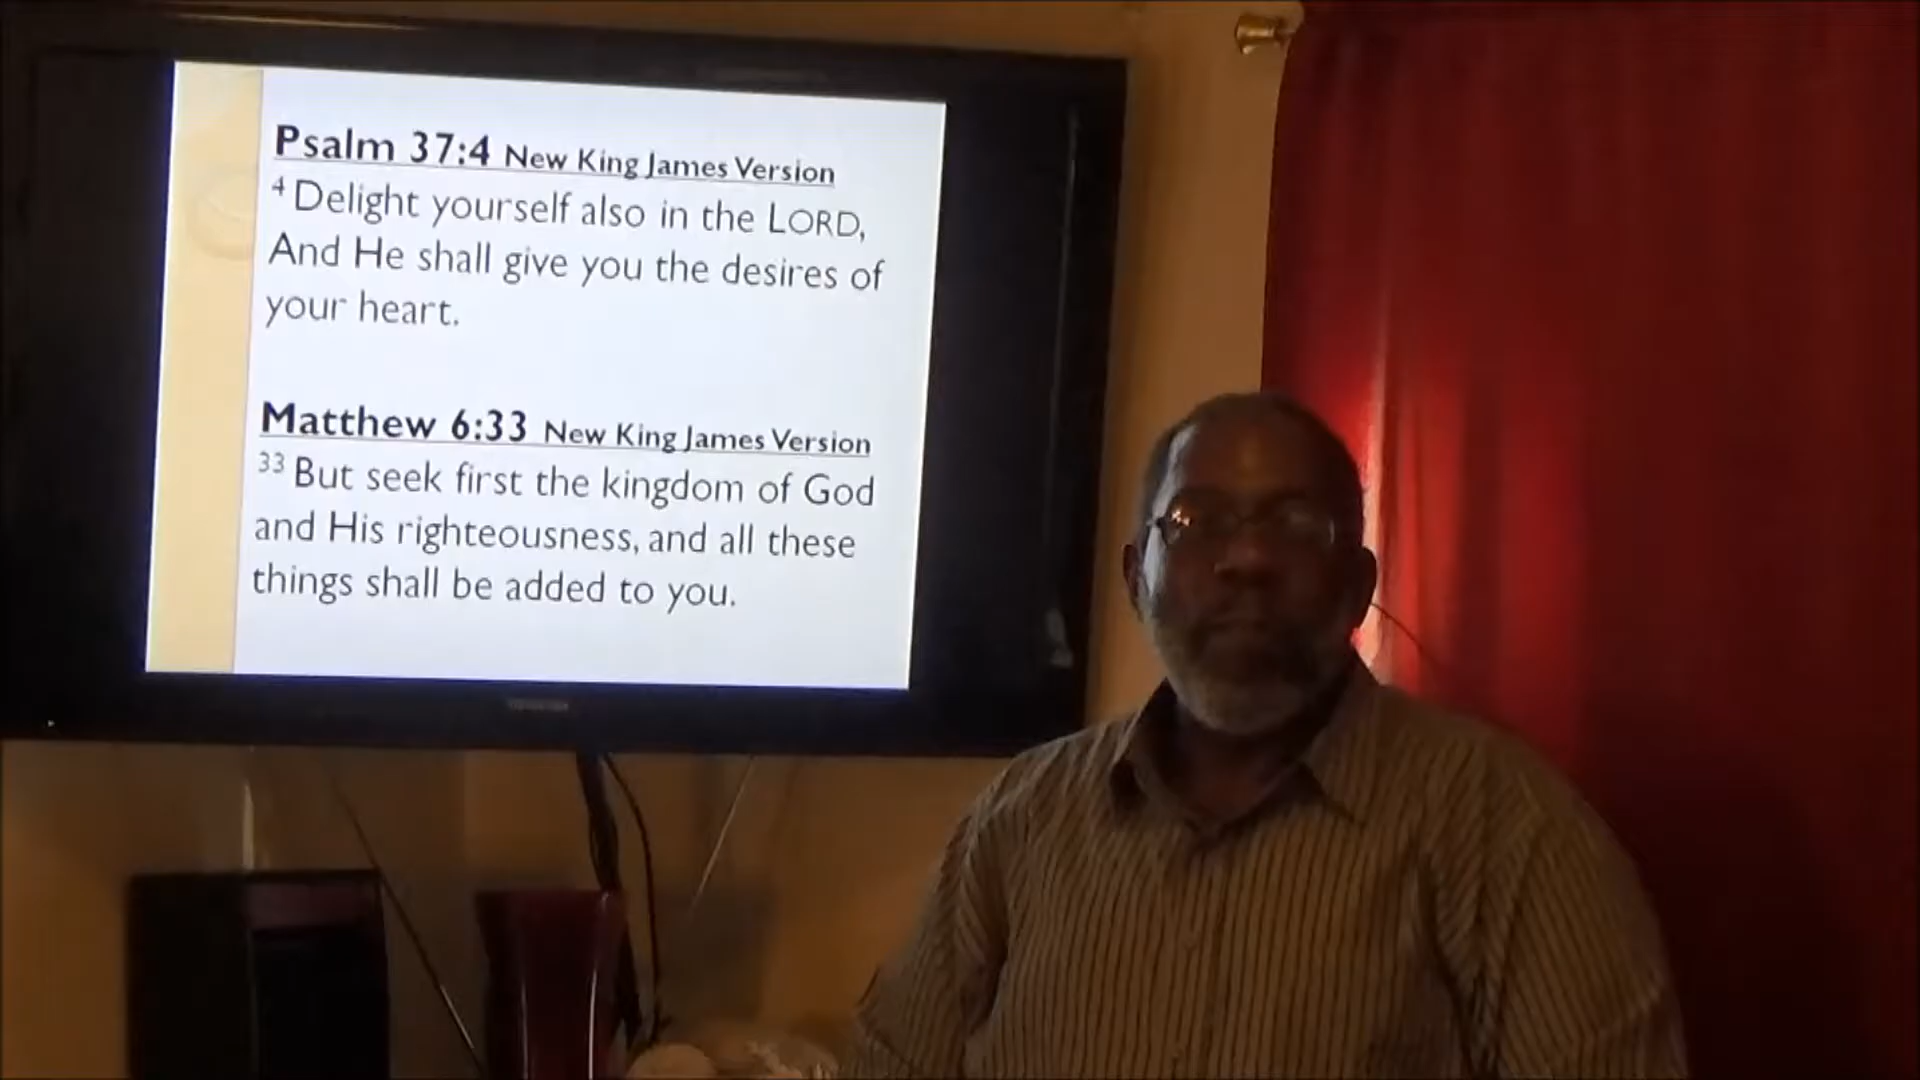 Psalm 37:4 New King James Version
4 Delight yourself also in the LORD,
And He shall give you the desires of
your heart.
Matthew 6:33 New King James Version
33 But seek first the kingdom of God
and His righteousness, and all these
things shall be added to you.